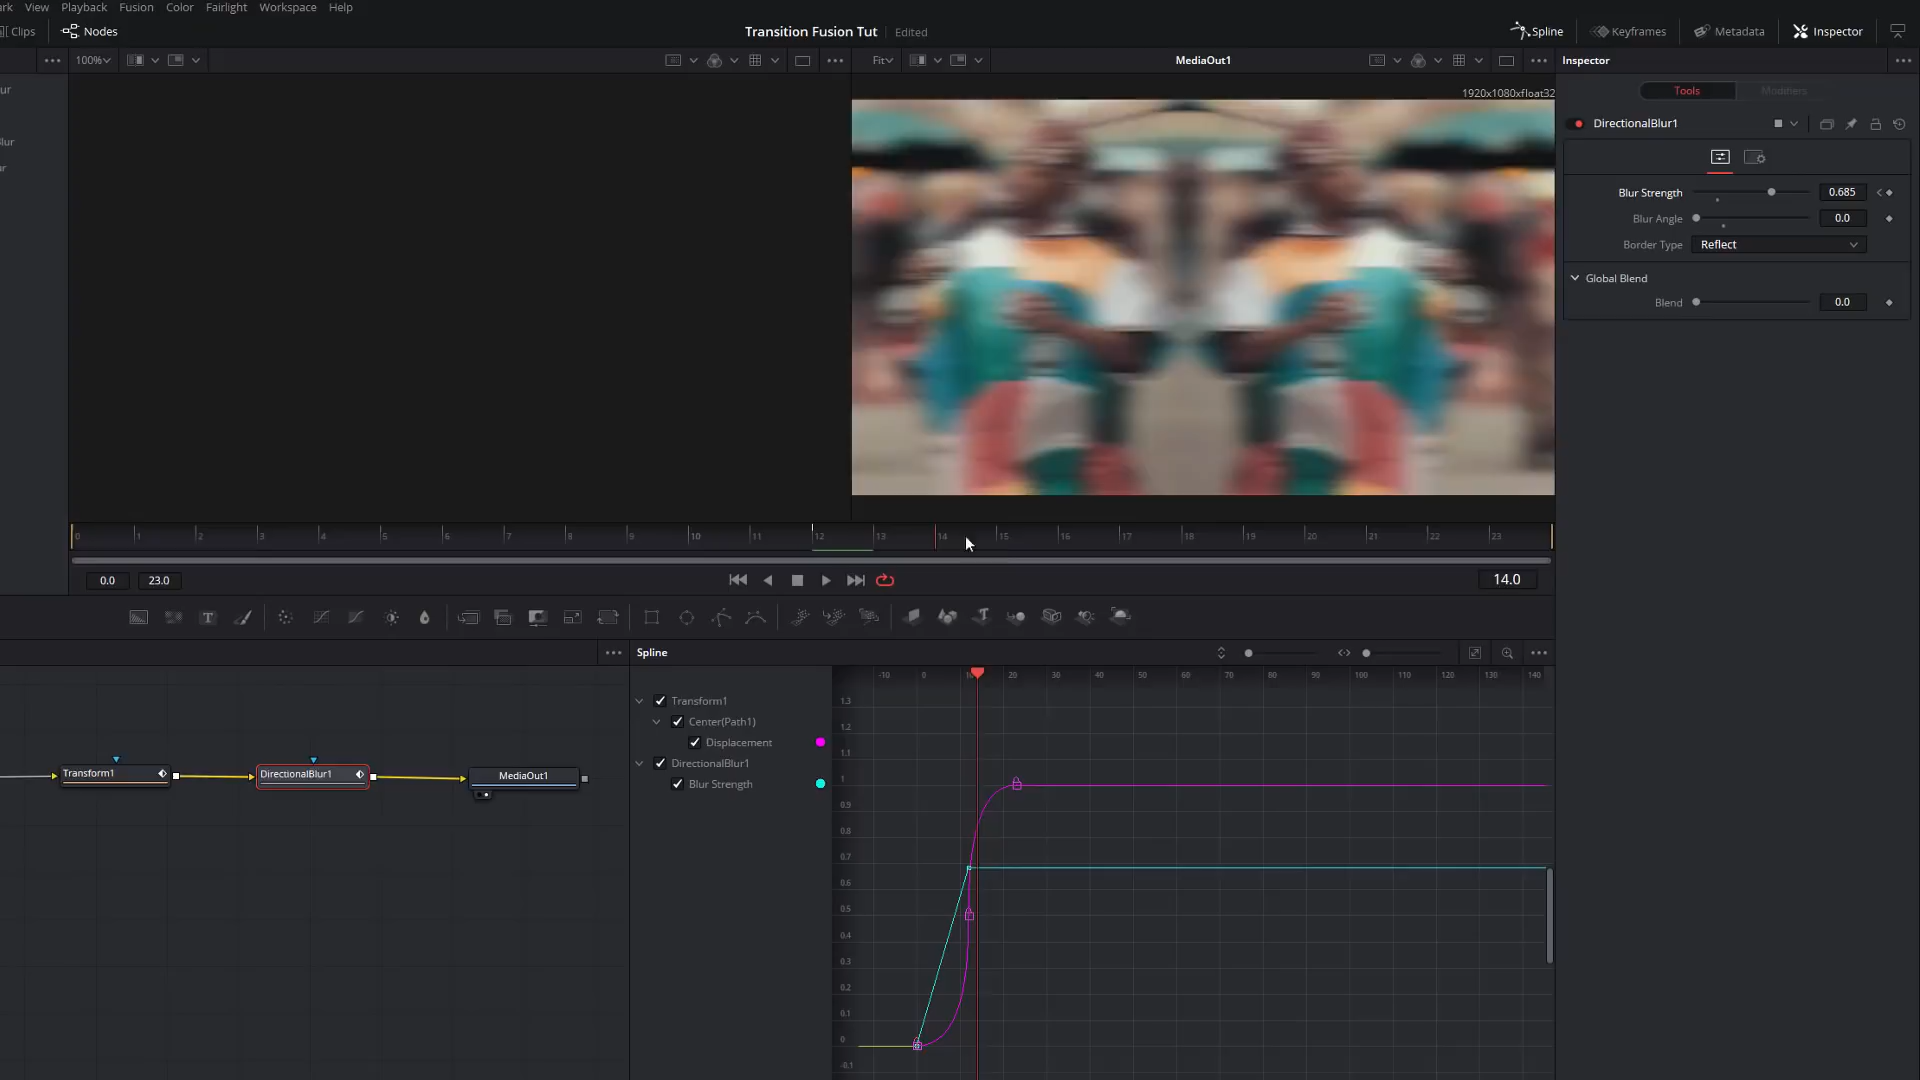 ark View Playback Fusion Color Fairlight Workspace Help
Clips Nodes Transition Fusion Tut Edited Spline Keyframes Metadata Inspector
100% Fit MediaOut1 Inspector
1920x1080xfloat32
Tools Modifiers
DirectionalBlur1
Blur Strength 0.685
Blur Angle 0.0
Border Type Reflect
Global Blend
Blend 0.0
ur
Blur
ur
0 1 2 3 4 5 6 7 8 9 10 11 12 13 14 15 16 17 18 19 20 21 22 23
0.0 23.0 14.0
Spline
-10 0 10 20 30 40 50 60 70 80 90 100 110 120 130 140
Transform1
Center(Path1)
Displacement
DirectionalBlur1
Blur Strength
1.3
1.2
1.1
1
0.9
0.8
0.7
0.6
0.5
0.4
0.3
0.2
0.1
0
-0.1
Transform1 DirectionalBlur1 MediaOut1